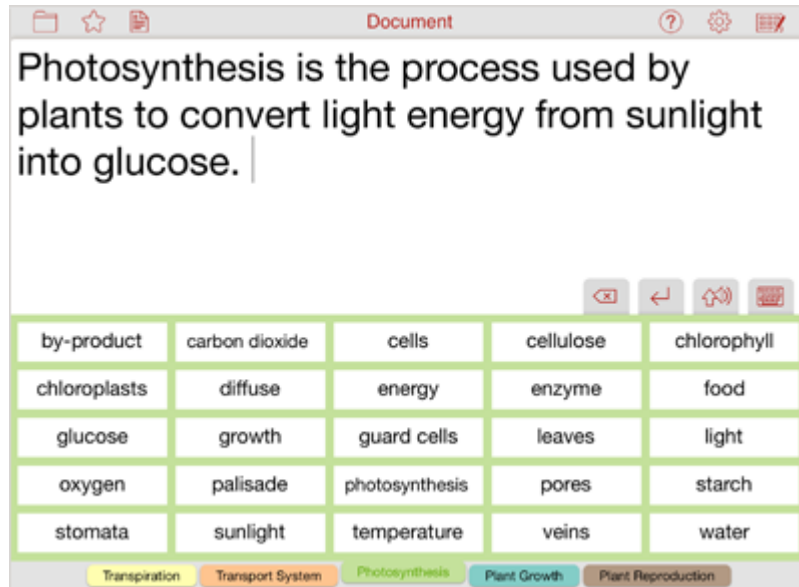 Document
Photosynthesis is the process used by
plants to convert light energy from sunlight
into glucose.
by-product carbon dioxide cells cellulose chlorophyll
chloroplasts diffuse energy enzyme food
glucose growth guard cells leaves light
oxygen palisade photosynthesis pores starch
stomata sunlight temperature veins water
Transpiration Transport System Photosynthesis Plant Growth Plant Reproduction